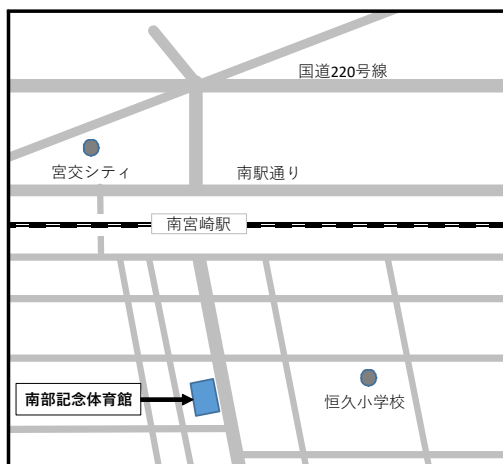 国道220号線
宮交シティ
南駅通り
南宮崎駅
南部記念体育館
恒久小学校